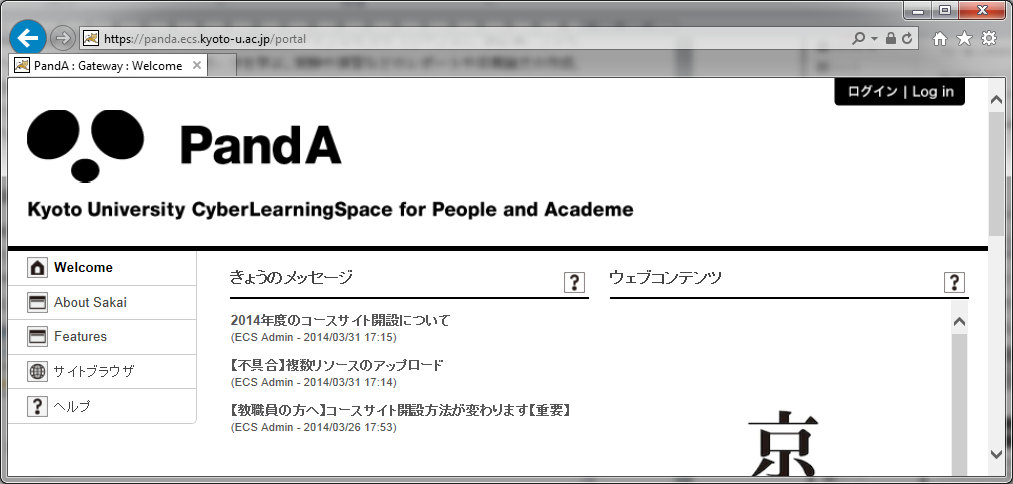 https://panda.ecs.kyoto-u.ac.jp/portal
PandA : Gateway : Welcome
ログイン | Log in
PandA
Kyoto University CyberLearningSpace for People and Academe
Welcome
About Sakai
Features
サイトブラウザ
ヘルプ
きょうのメッセージ
2014年度のコースサイト開設について
(ECS Admin - 2014/03/31 17:15)
【不具合】複数リソースのアップロード
(ECS Admin - 2014/03/31 17:14)
【教職員の方へ】コースサイト開設方法が変わります【重要】
(ECS Admin - 2014/03/26 17:53)
ウェブコンテンツ
京